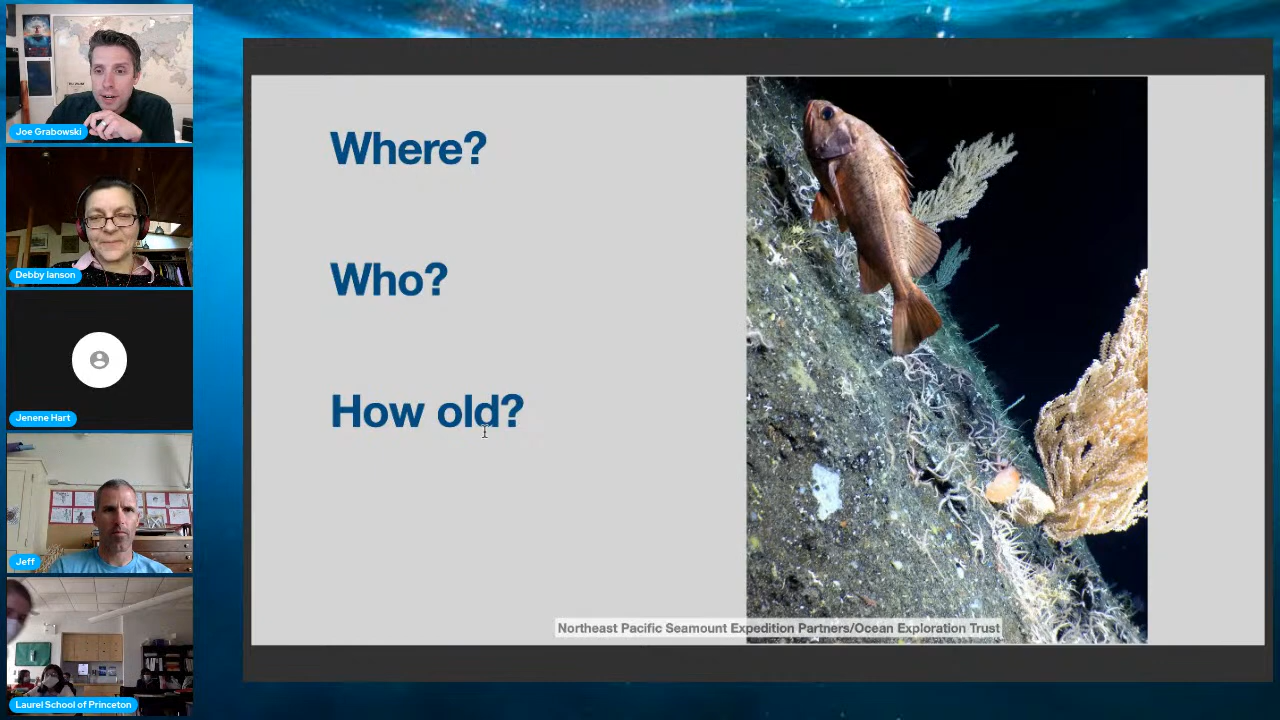 Joe Grabowski
Debby Ianson
Jenene Hart
Jeff
Laurel School of Princeton
Where?
Who?
How old?
Northeast Pacific Seamount Expedition Partners/Ocean Exploration Trust